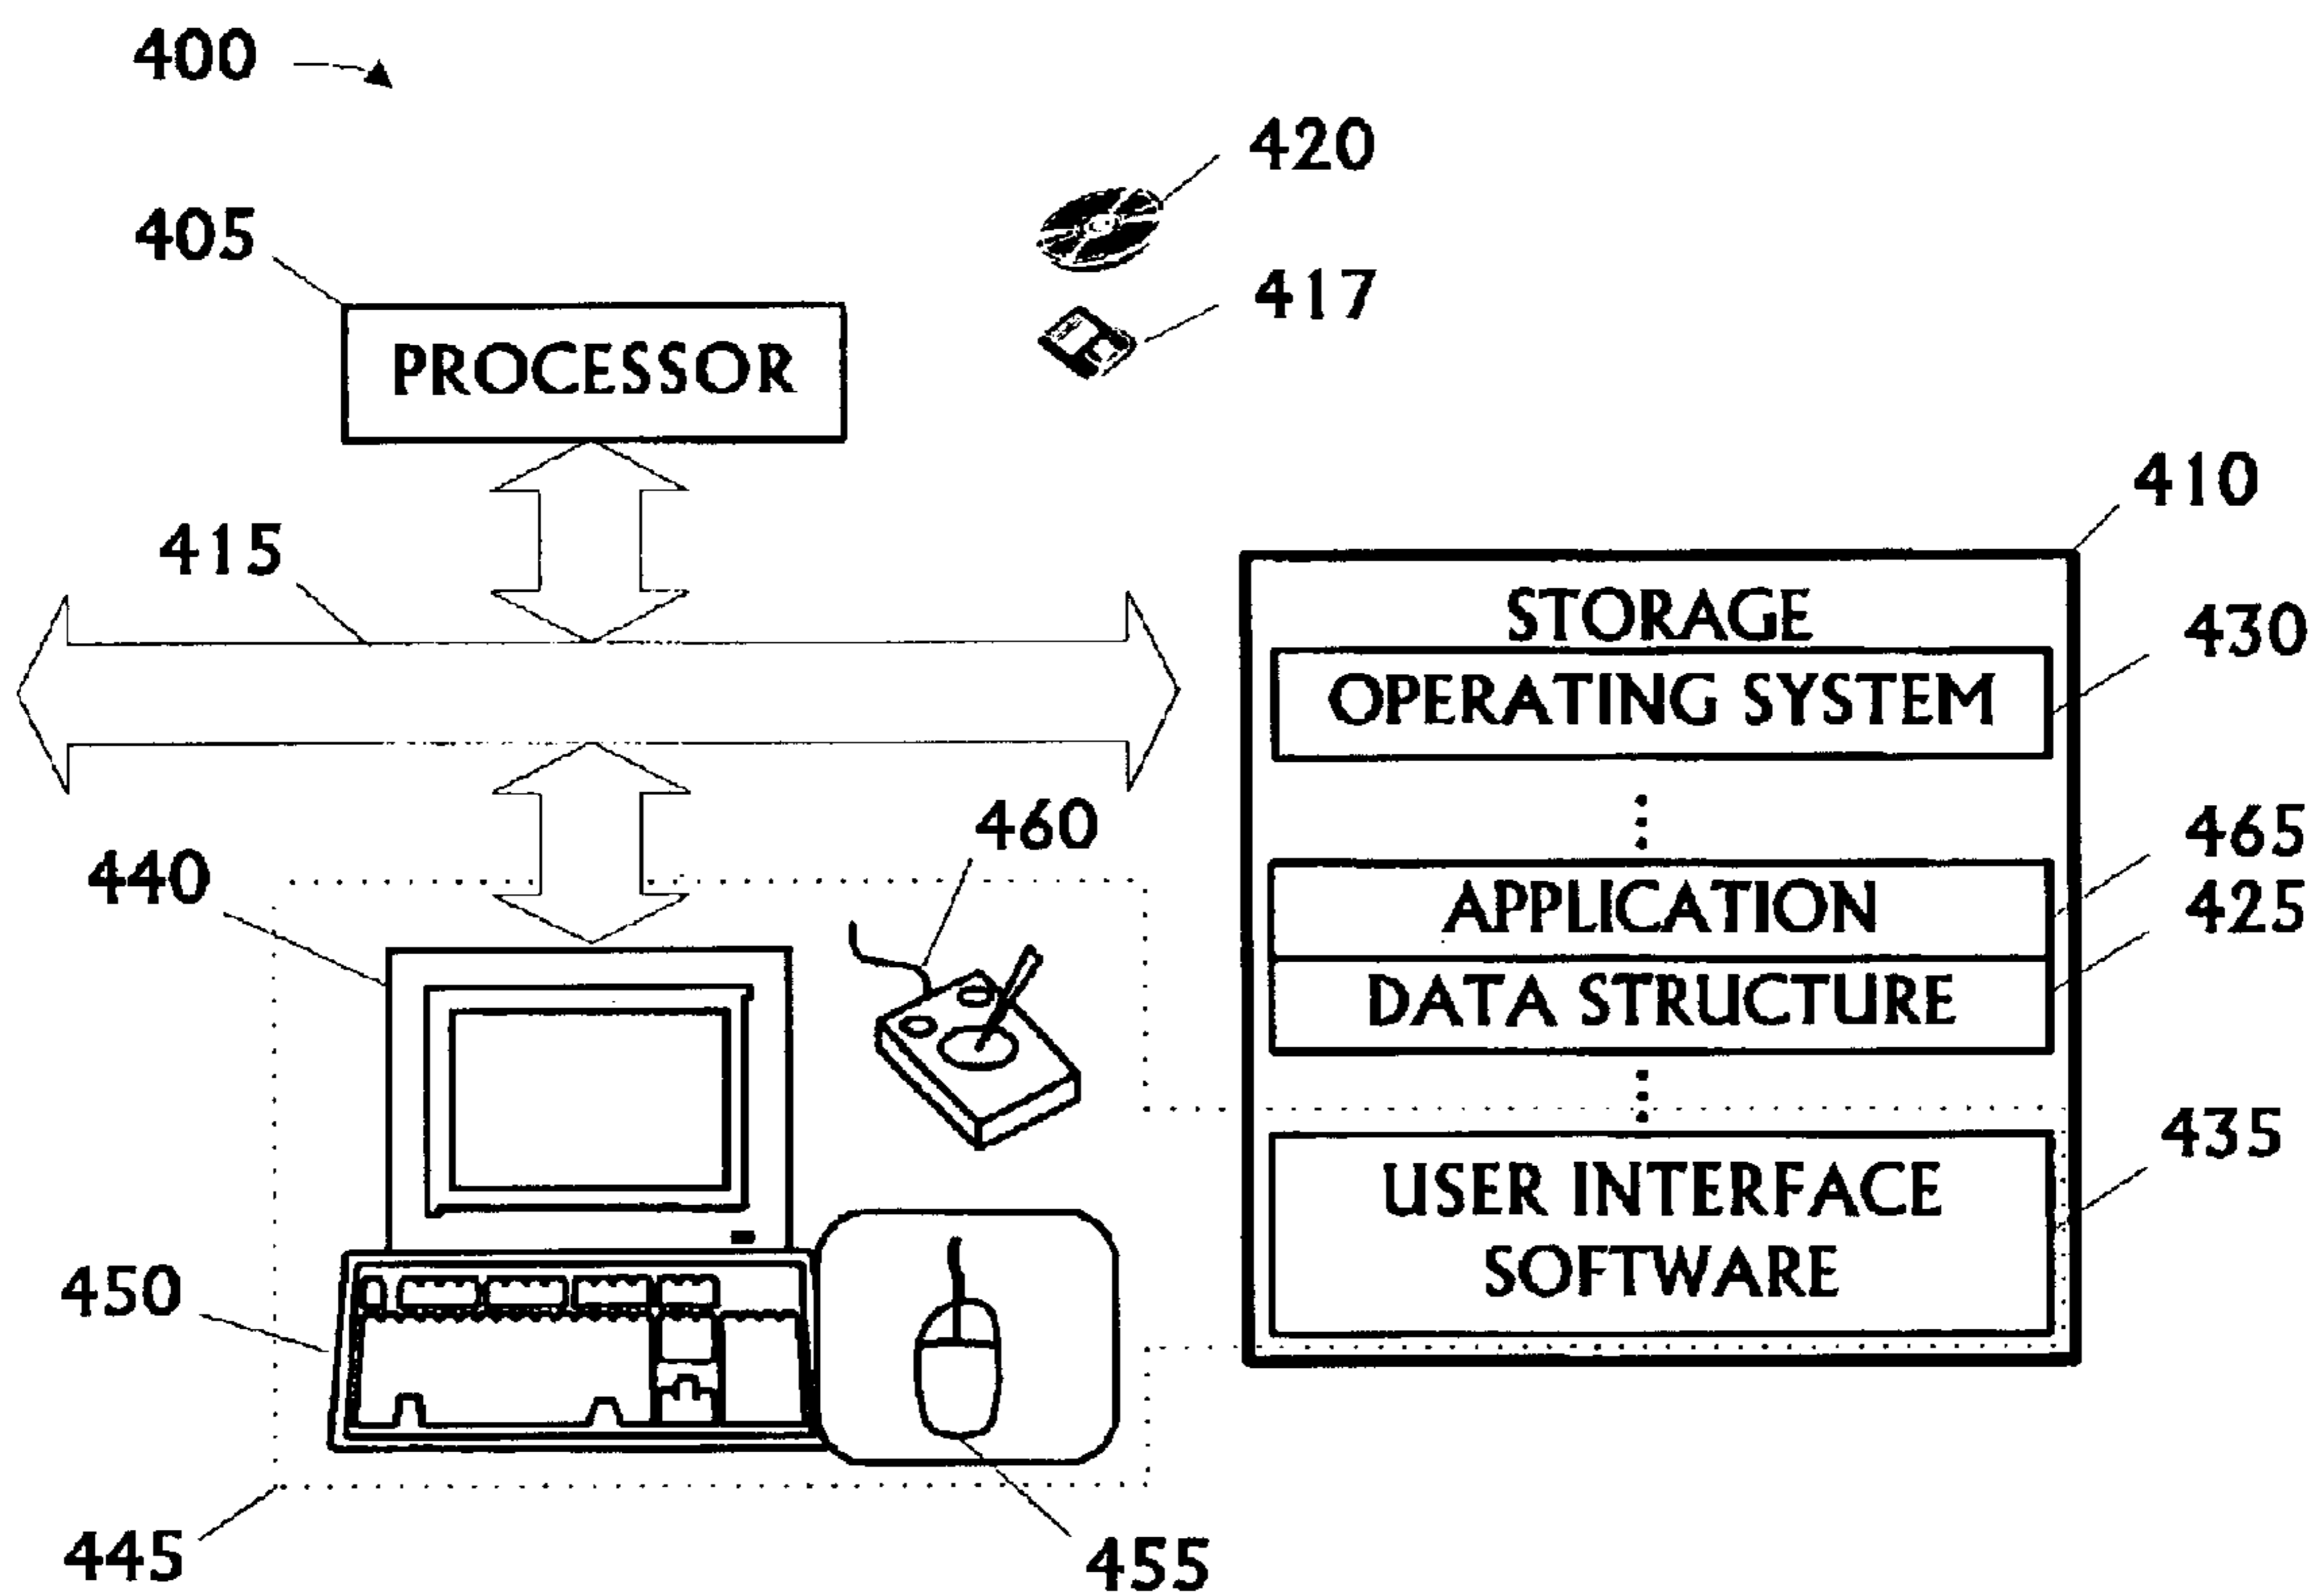 400
420
405
417
PROCESSOR
410
415
STORAGE
430
OPERATING SYSTEM
460
465
440
APPLICATION
425
DATA STRUCTURE
435
USER INTERFACE
SOFTWARE
450
445
455